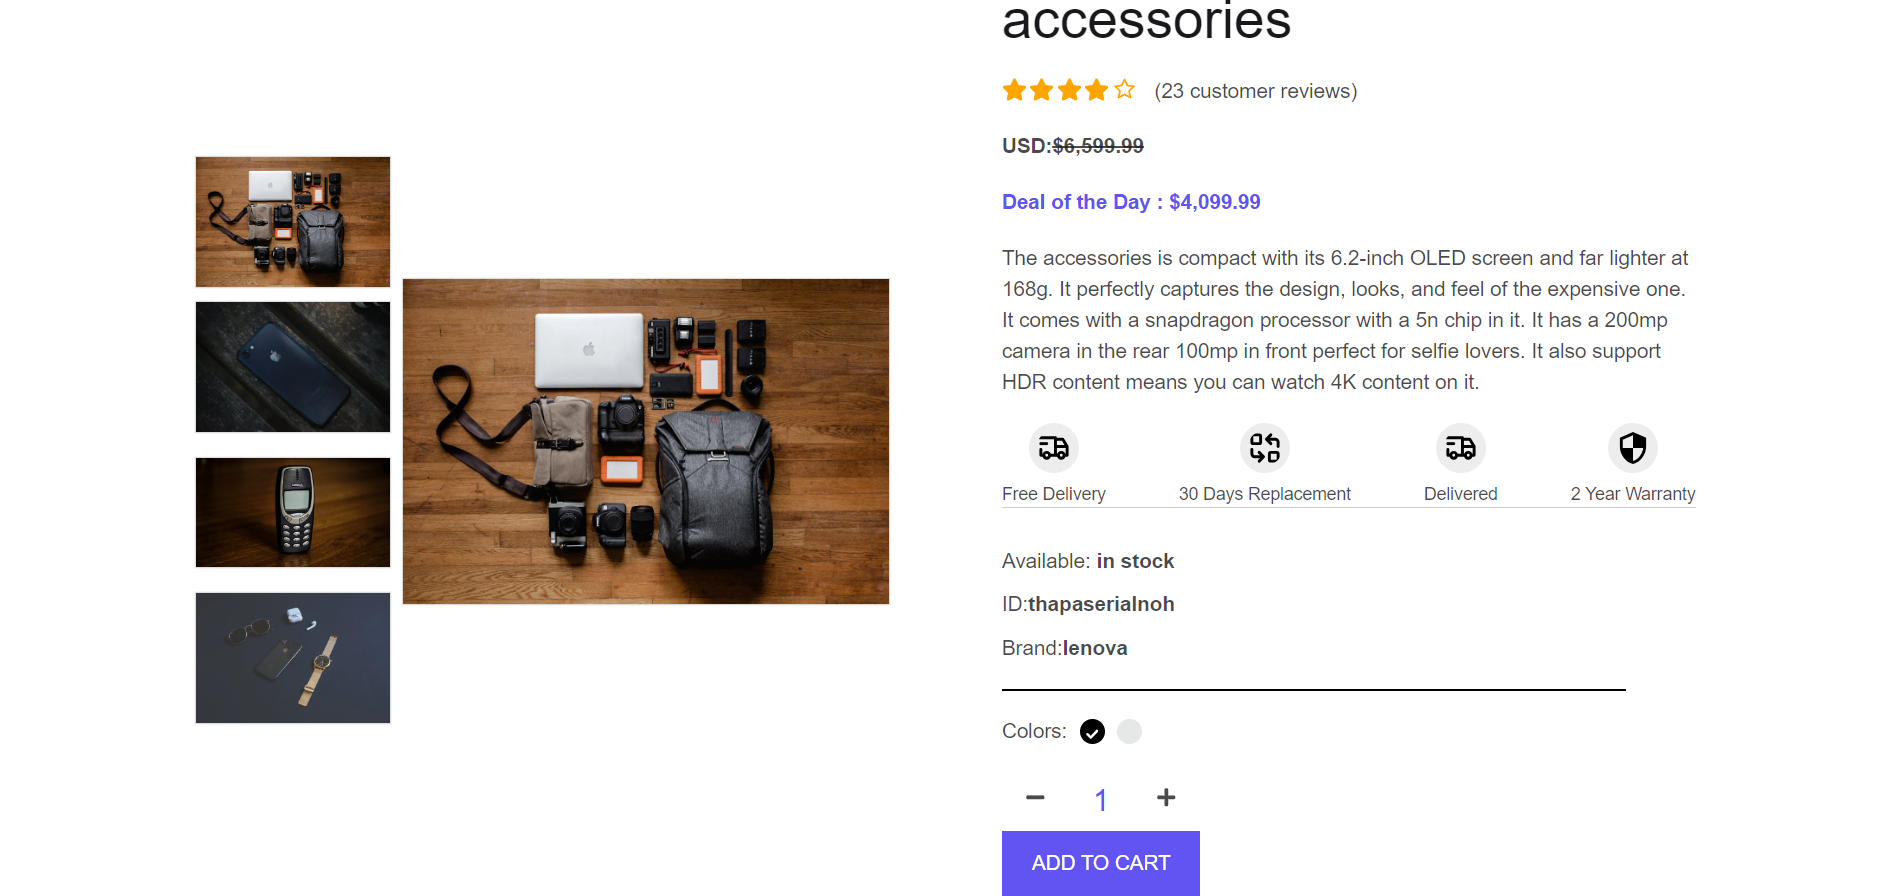 accessories
(23 customer reviews)
USD:$6,599.99
Deal of the Day : $4,099.99
The accessories is compact with its 6.2-inch OLED screen and far lighter at
168g. It perfectly captures the design, looks, and feel of the expensive one.
It comes with a snapdragon processor with a 5n chip in it. It has a 200mp
camera in the rear 100mp in front perfect for selfie lovers. It also support
HDR content means you can watch 4K content on it.
Free Delivery
30 Days Replacement
Delivered
2 Year Warranty
Available: in stock
ID:thapaserialnoh
Brand:lenova
Colors:
1
ADD TO CART